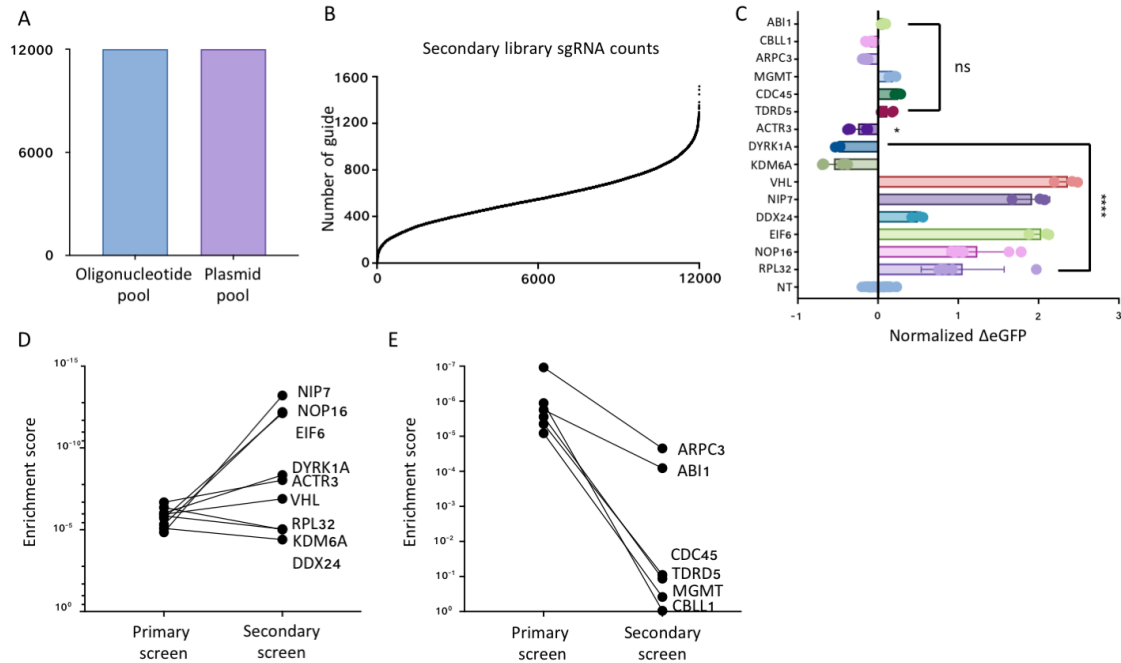 A
12000
6000
0
Oligonucleotide
pool
Plasmid
pool
B
Secondary library sgRNA counts
Number of guide
1600
1200
800
400
0
0
6000
12000
C
ABI1
CBLL1
ARPC3
MGMT
CDC45
TDRD5
ACTR3
DYRK1A
KDM6A
VHL
NIP7
DDX24
EIF6
NOP16
RPL32
NT
ns
*
****
-1
0
1
2
3
Normalized ΔeGFP
D
Enrichment score
10-15
10-10
10-5
10⁰
NIP7
NOP16
EIF6
DYRK1A
ACTR3
VHL
RPL32
KDM6A
DDX24
Primary
screen
Secondary
screen
E
Enrichment score
10-7
10-6
10-5
10-4
10-3
10-2
10-1
10⁰
ARPC3
ABI1
CDC45
TDRD5
MGMT
CBLL1
Primary
screen
Secondary
screen